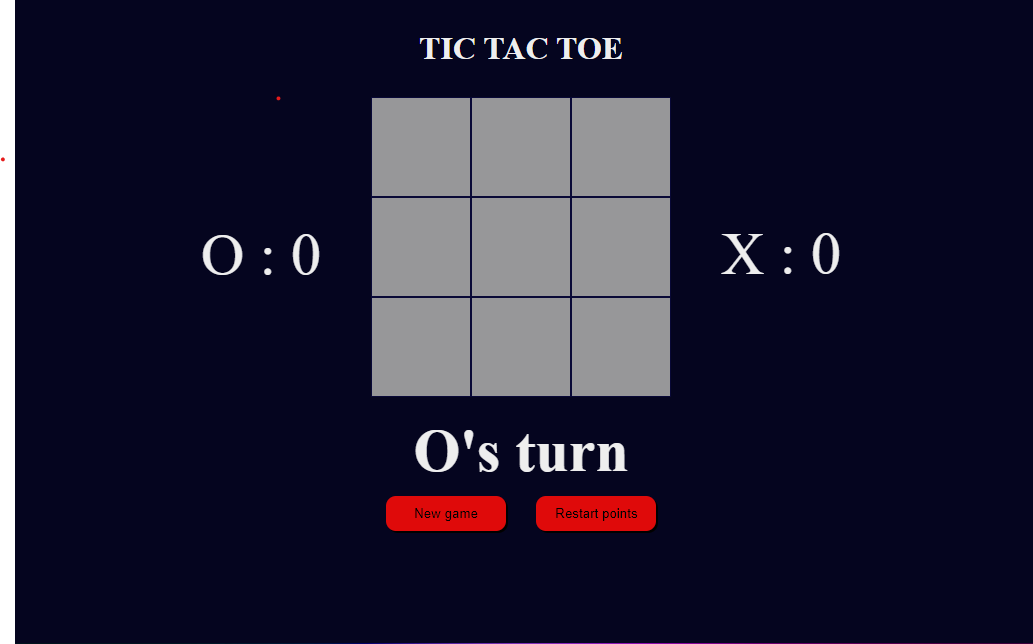 TIC TAC TOE
O : 0
X : 0
O's turn
New game
Restart points